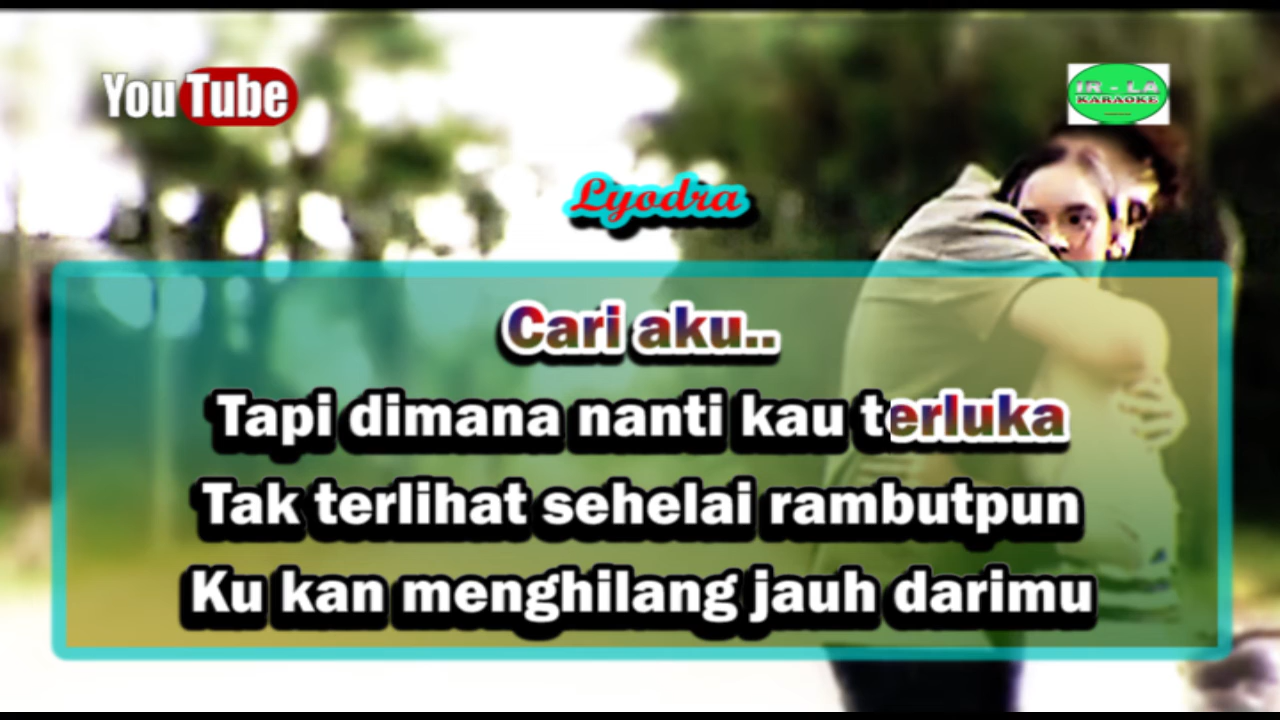 YouTube
IR - LA
KARAOKE
Lyodra
Cari aku..
Tapi dimana nanti kau terluka
Tak terlihat sehelai rambutpun
Ku kan menghilang jauh darimu